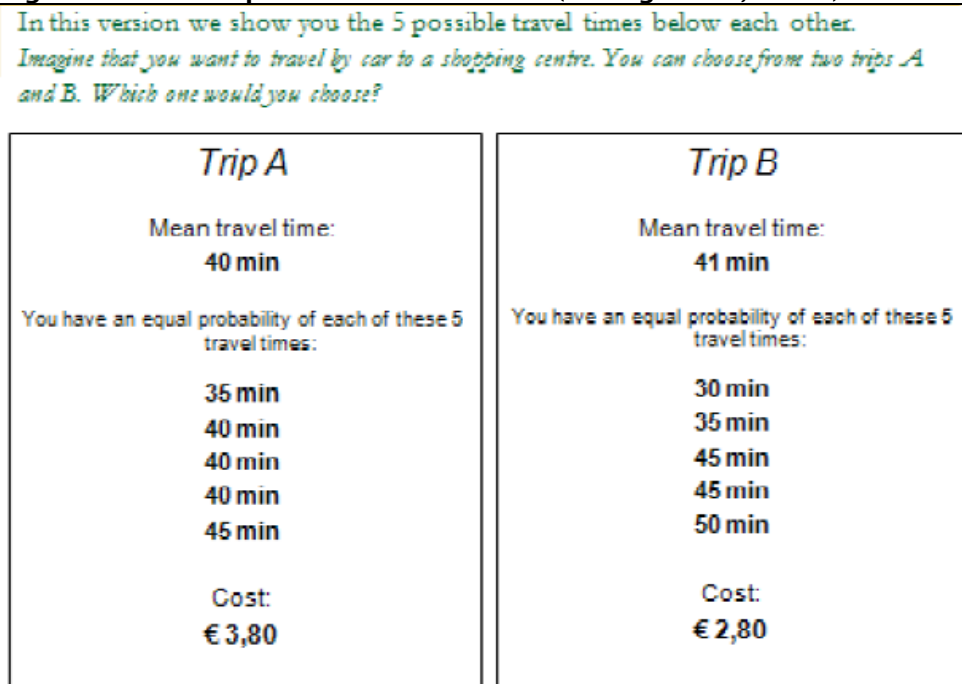 In this version we show you the 5 possible travel times below each other.
Imagine that you want to travel by car to a shopping centre. You can choose from two trips A
and B. Which one would you choose?
Trip A
Mean travel time:
40 min
You have an equal probability of each of these 5
travel times:
35 min
40 min
40 min
40 min
45 min
Cost:
€ 3,80
Trip B
Mean travel time:
41 min
You have an equal probability of each of these 5
travel times:
30 min
35 min
45 min
45 min
50 min
Cost:
€ 2,80